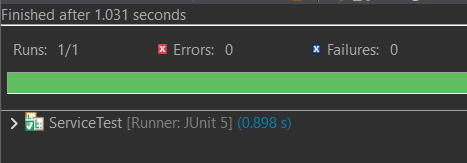 Finished after 1.031 seconds
Runs: 1/1 Errors: 0 Failures: 0
ServiceTest [Runner: JUnit 5] (0.898 s)